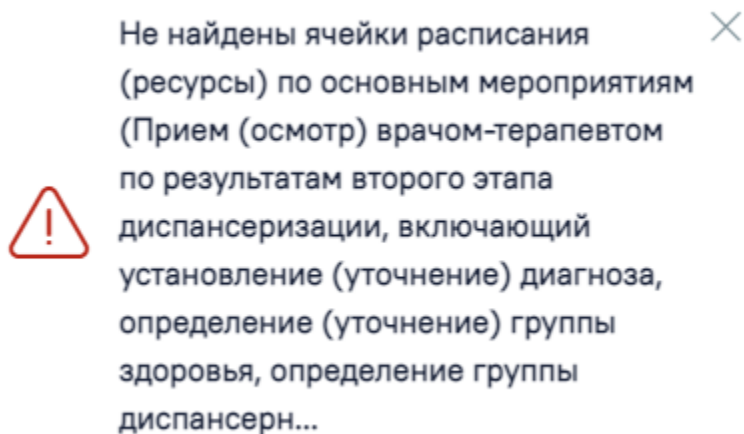 Не найдены ячейки расписания
(ресурсы) по основным мероприятиям
(Прием (осмотр) врачом-терапевтом
по результатам второго этапа
диспансеризации, включающий
установление (уточнение) диагноза,
определение (уточнение) группы
здоровья, определение группы
диспансерн...